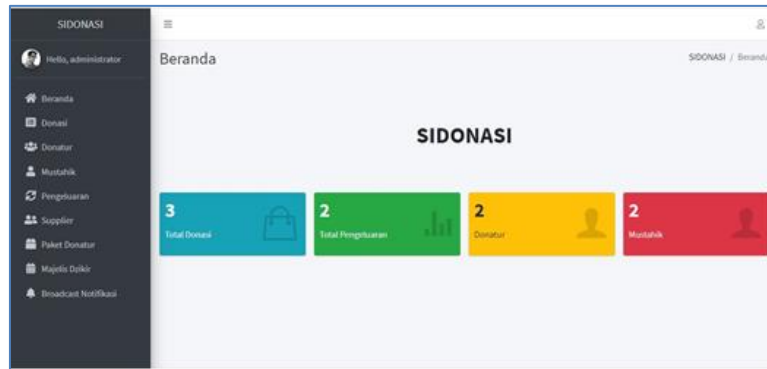 SIDONASI
Hello, administrator
Beranda
Donasi
Donatur
Mustahik
Pengeluaran
Supplier
Paket Donatur
Majelis Dzikir
Broadcast Notifikasi
Beranda
SIDONASI / Beranda
SIDONASI
3
Total Donasi
2
Total Pengeluaran
2
Donatur
2
Mustahik